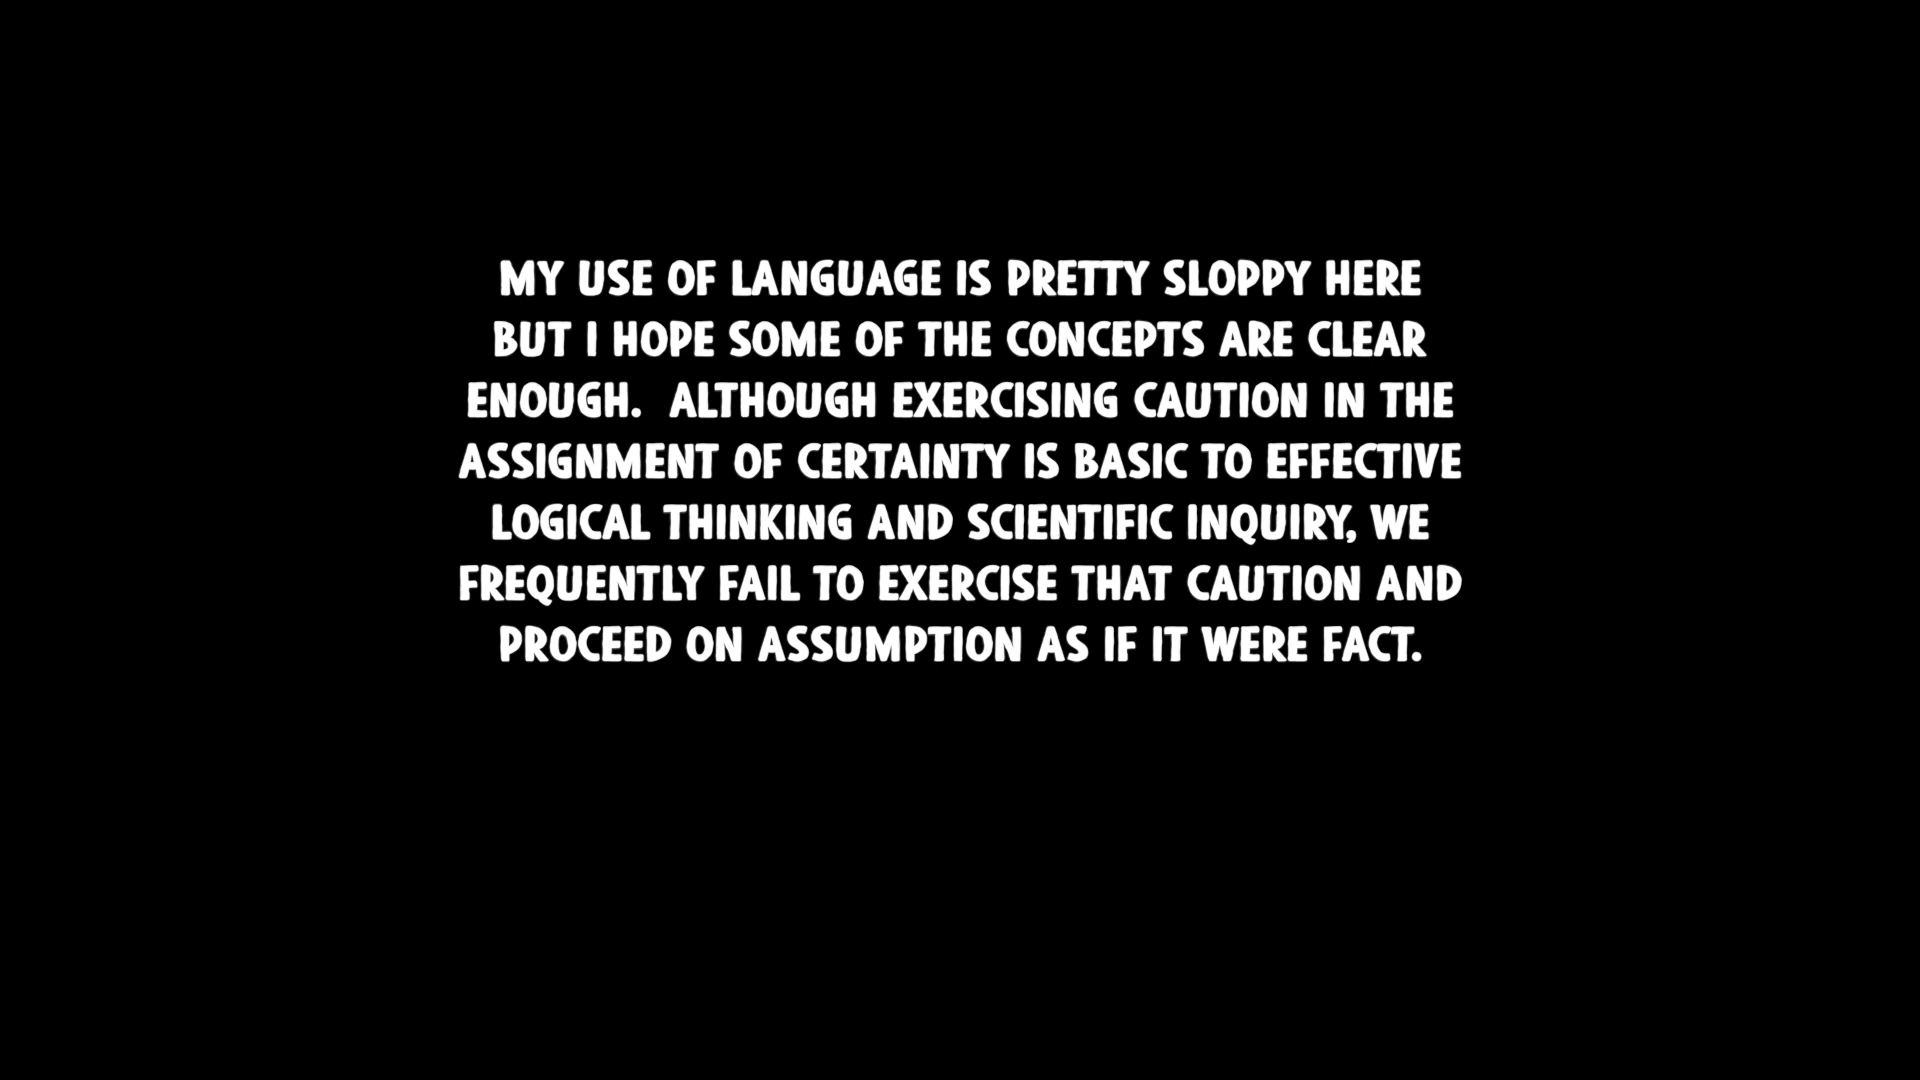 MY USE OF LANGUAGE IS PRETTY SLOPPY HERE
BUT I HOPE SOME OF THE CONCEPTS ARE CLEAR
ENOUGH.  ALTHOUGH EXERCISING CAUTION IN THE
ASSIGNMENT OF CERTAINTY IS BASIC TO EFFECTIVE
LOGICAL THINKING AND SCIENTIFIC INQUIRY, WE
FREQUENTLY FAIL TO EXERCISE THAT CAUTION AND
PROCEED ON ASSUMPTION AS IF IT WERE FACT.